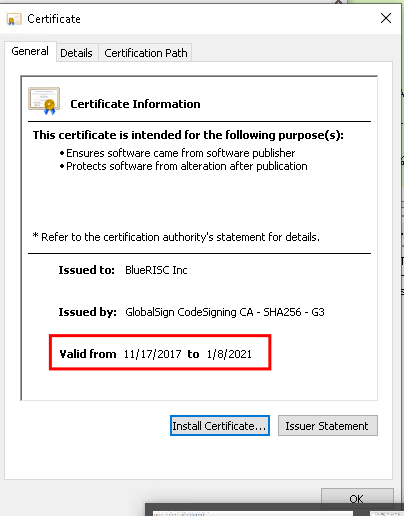 Certificate
General
Details
Certification Path
Certificate Information
This certificate is intended for the following purpose(s):
• Ensures software came from software publisher
• Protects software from alteration after publication
* Refer to the certification authority's statement for details.
Issued to: BlueRISC Inc
Issued by: GlobalSign CodeSigning CA - SHA256 - G3
Valid from 11/17/2017 to 1/8/2021
Install Certificate...
Issuer Statement
OK